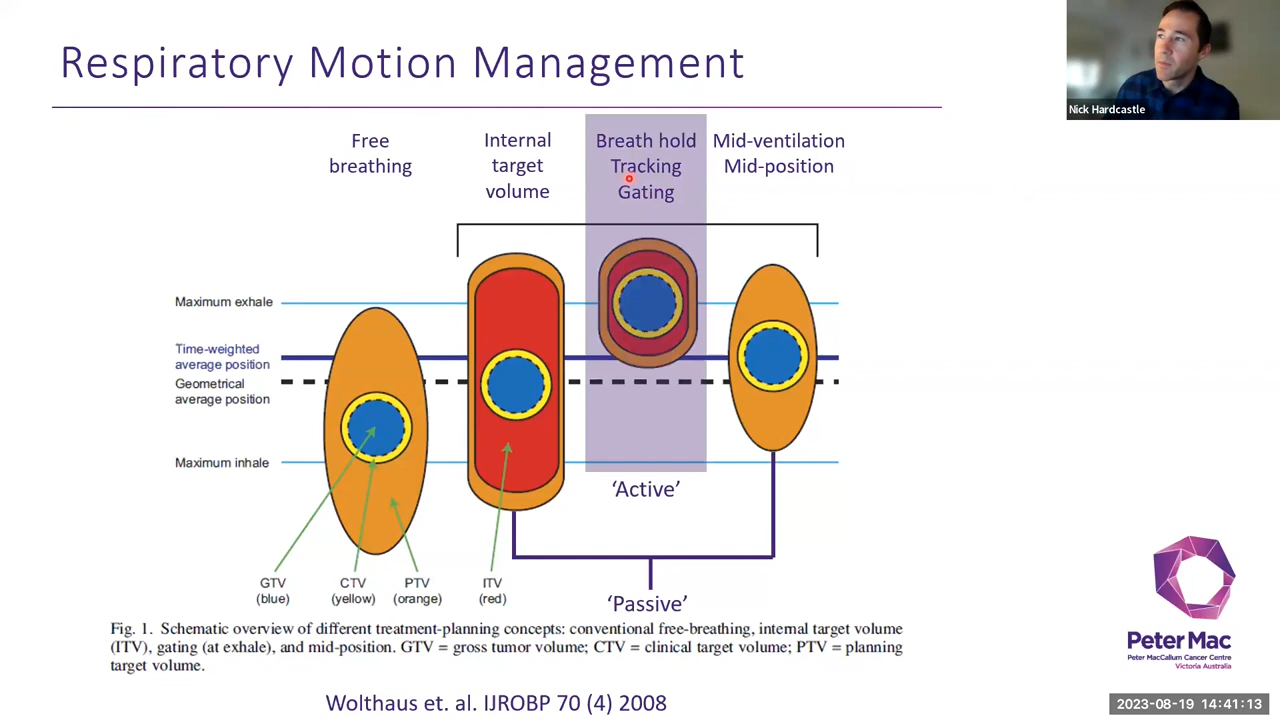 Respiratory Motion Management
Nick Hardcastle
Free
breathing
Internal
target
volume
Breath hold
Tracking
Gating
Mid-ventilation
Mid-position
Maximum exhale
Time-weighted
average position
Geometrical
average position
Maximum inhale
'Active'
GTV
(blue)
CTV
(yellow)
PTV
(orange)
ITV
(red)
'Passive'
Fig. 1. Schematic overview of different treatment-planning concepts: conventional free-breathing, internal target volume
(ITV), gating (at exhale), and mid-position. GTV = gross tumor volume; CTV = clinical target volume; PTV = planning
target volume.
Wolthaus et. al. IJROBP 70 (4) 2008
Peter Mac
Peter MacCallum Cancer Centre
Victoria Australia
2023-08-19 14:41:13